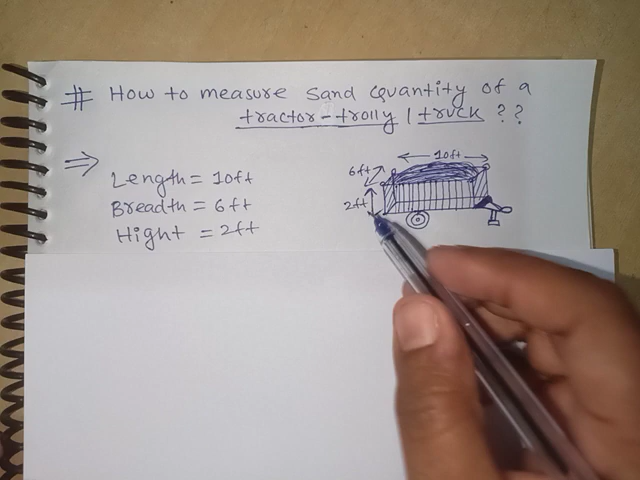 # How to measure Sand Quantity of a
tractor-trolly / truck ??
⇒
Length = 10ft
Breadth = 6ft
Hight = 2ft
10ft
6ft
2ft